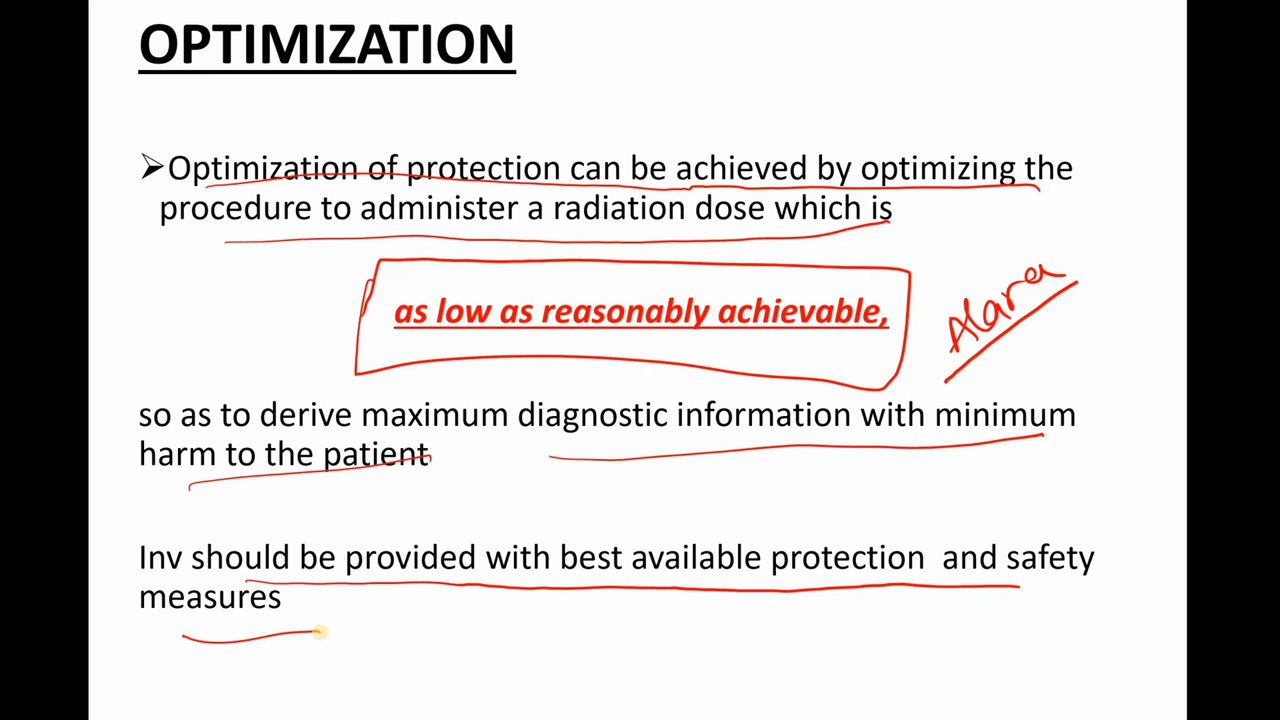 OPTIMIZATION
➢Optimization of protection can be achieved by optimizing the
procedure to administer a radiation dose which is
as low as reasonably achievable,
Alara
so as to derive maximum diagnostic information with minimum
harm to the patient
Inv should be provided with best available protection and safety
measures